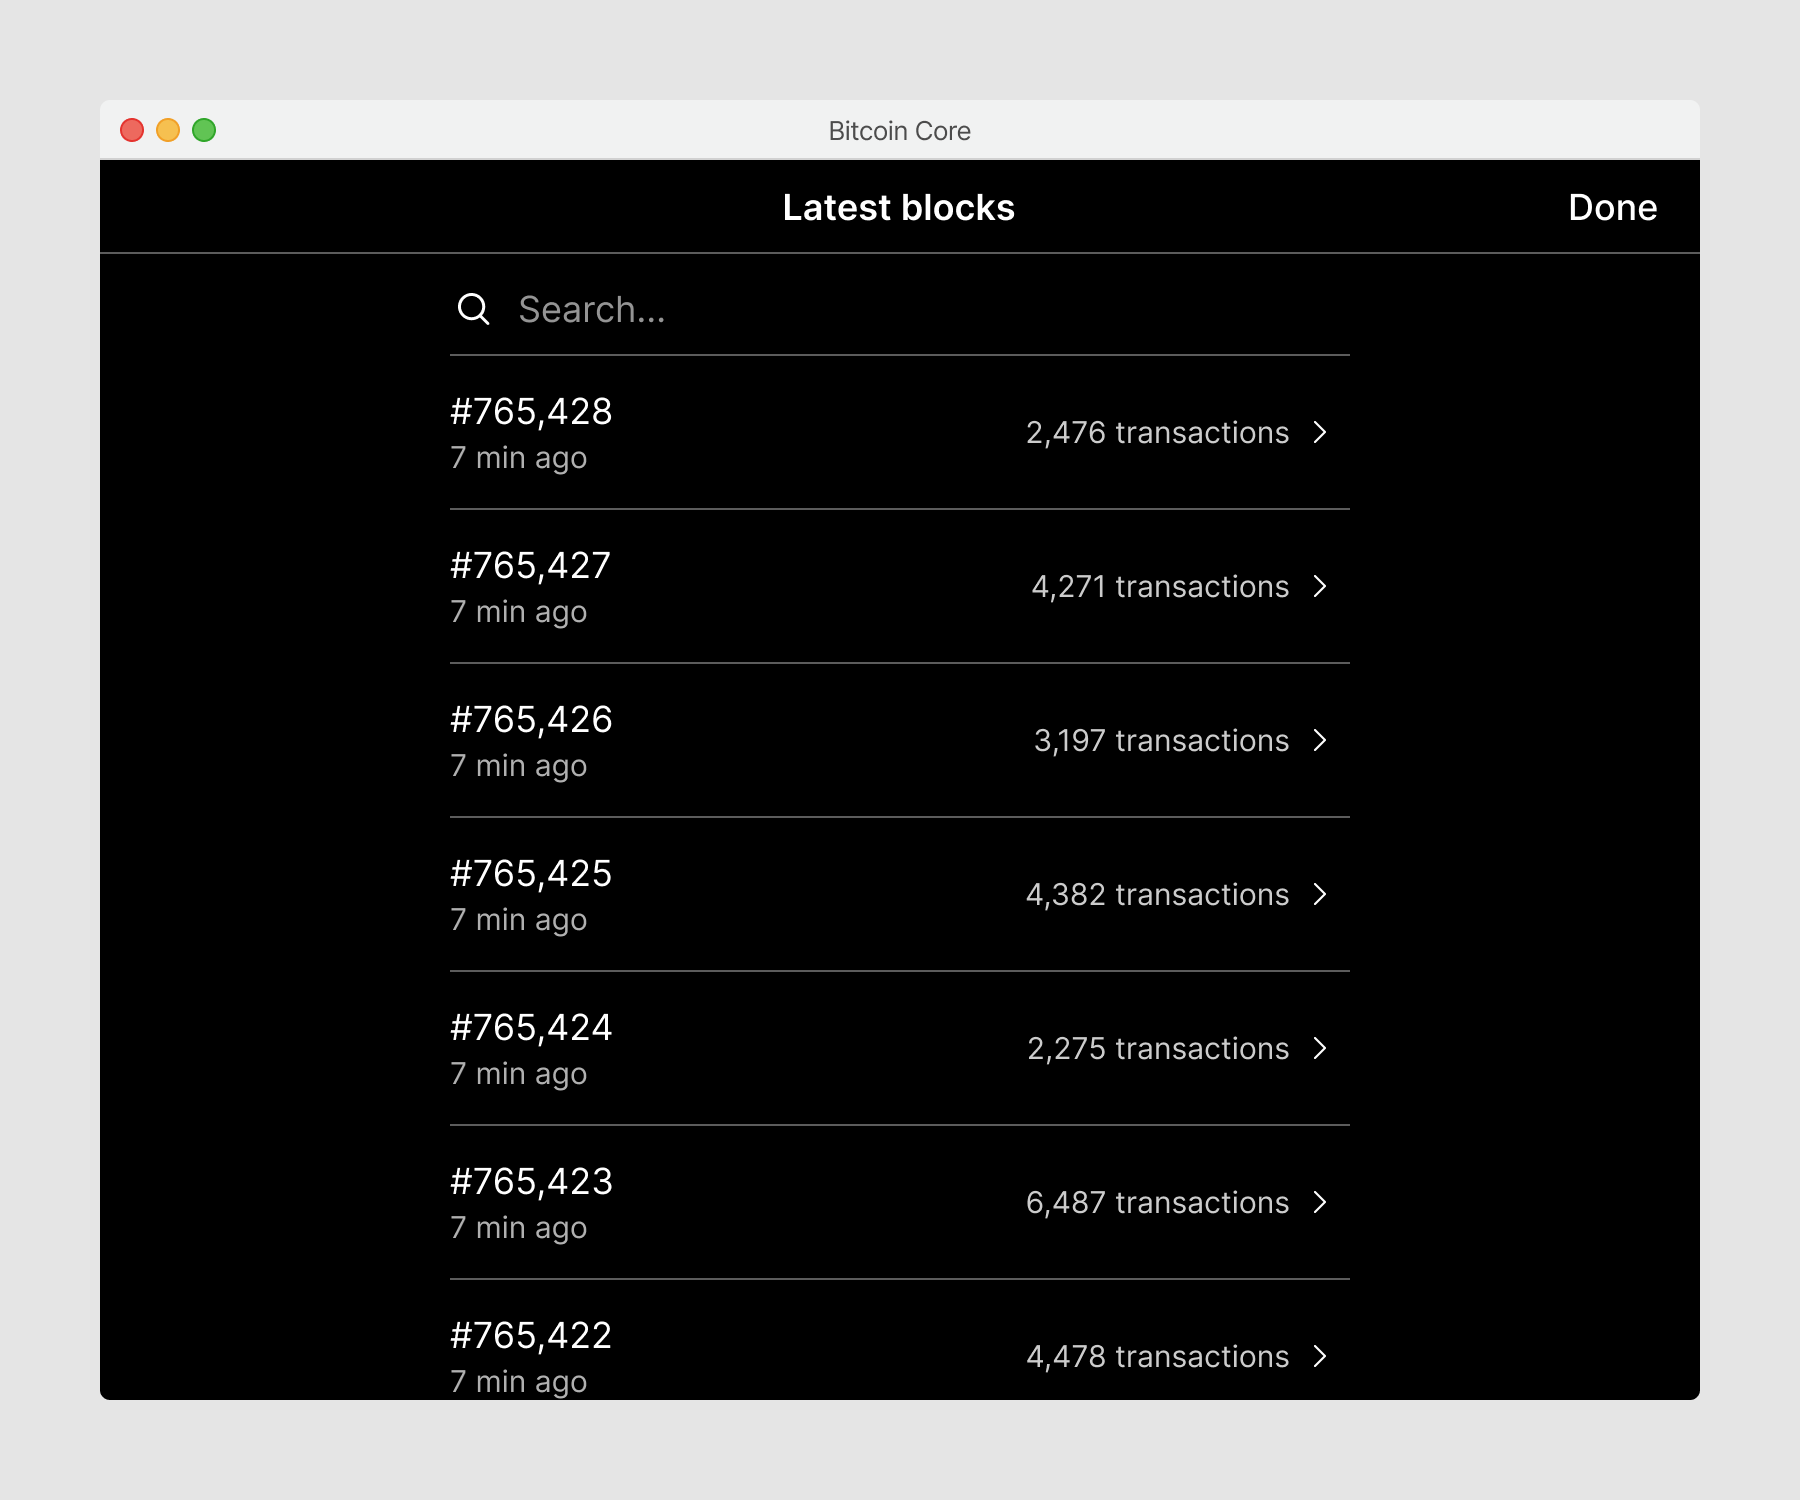 Bitcoin Core
Latest blocks
Done
Search...
#765,428
7 min ago
2,476 transactions
#765,427
7 min ago
4,271 transactions
#765,426
7 min ago
3,197 transactions
#765,425
7 min ago
4,382 transactions
#765,424
7 min ago
2,275 transactions
#765,423
7 min ago
6,487 transactions
#765,422
7 min ago
4,478 transactions